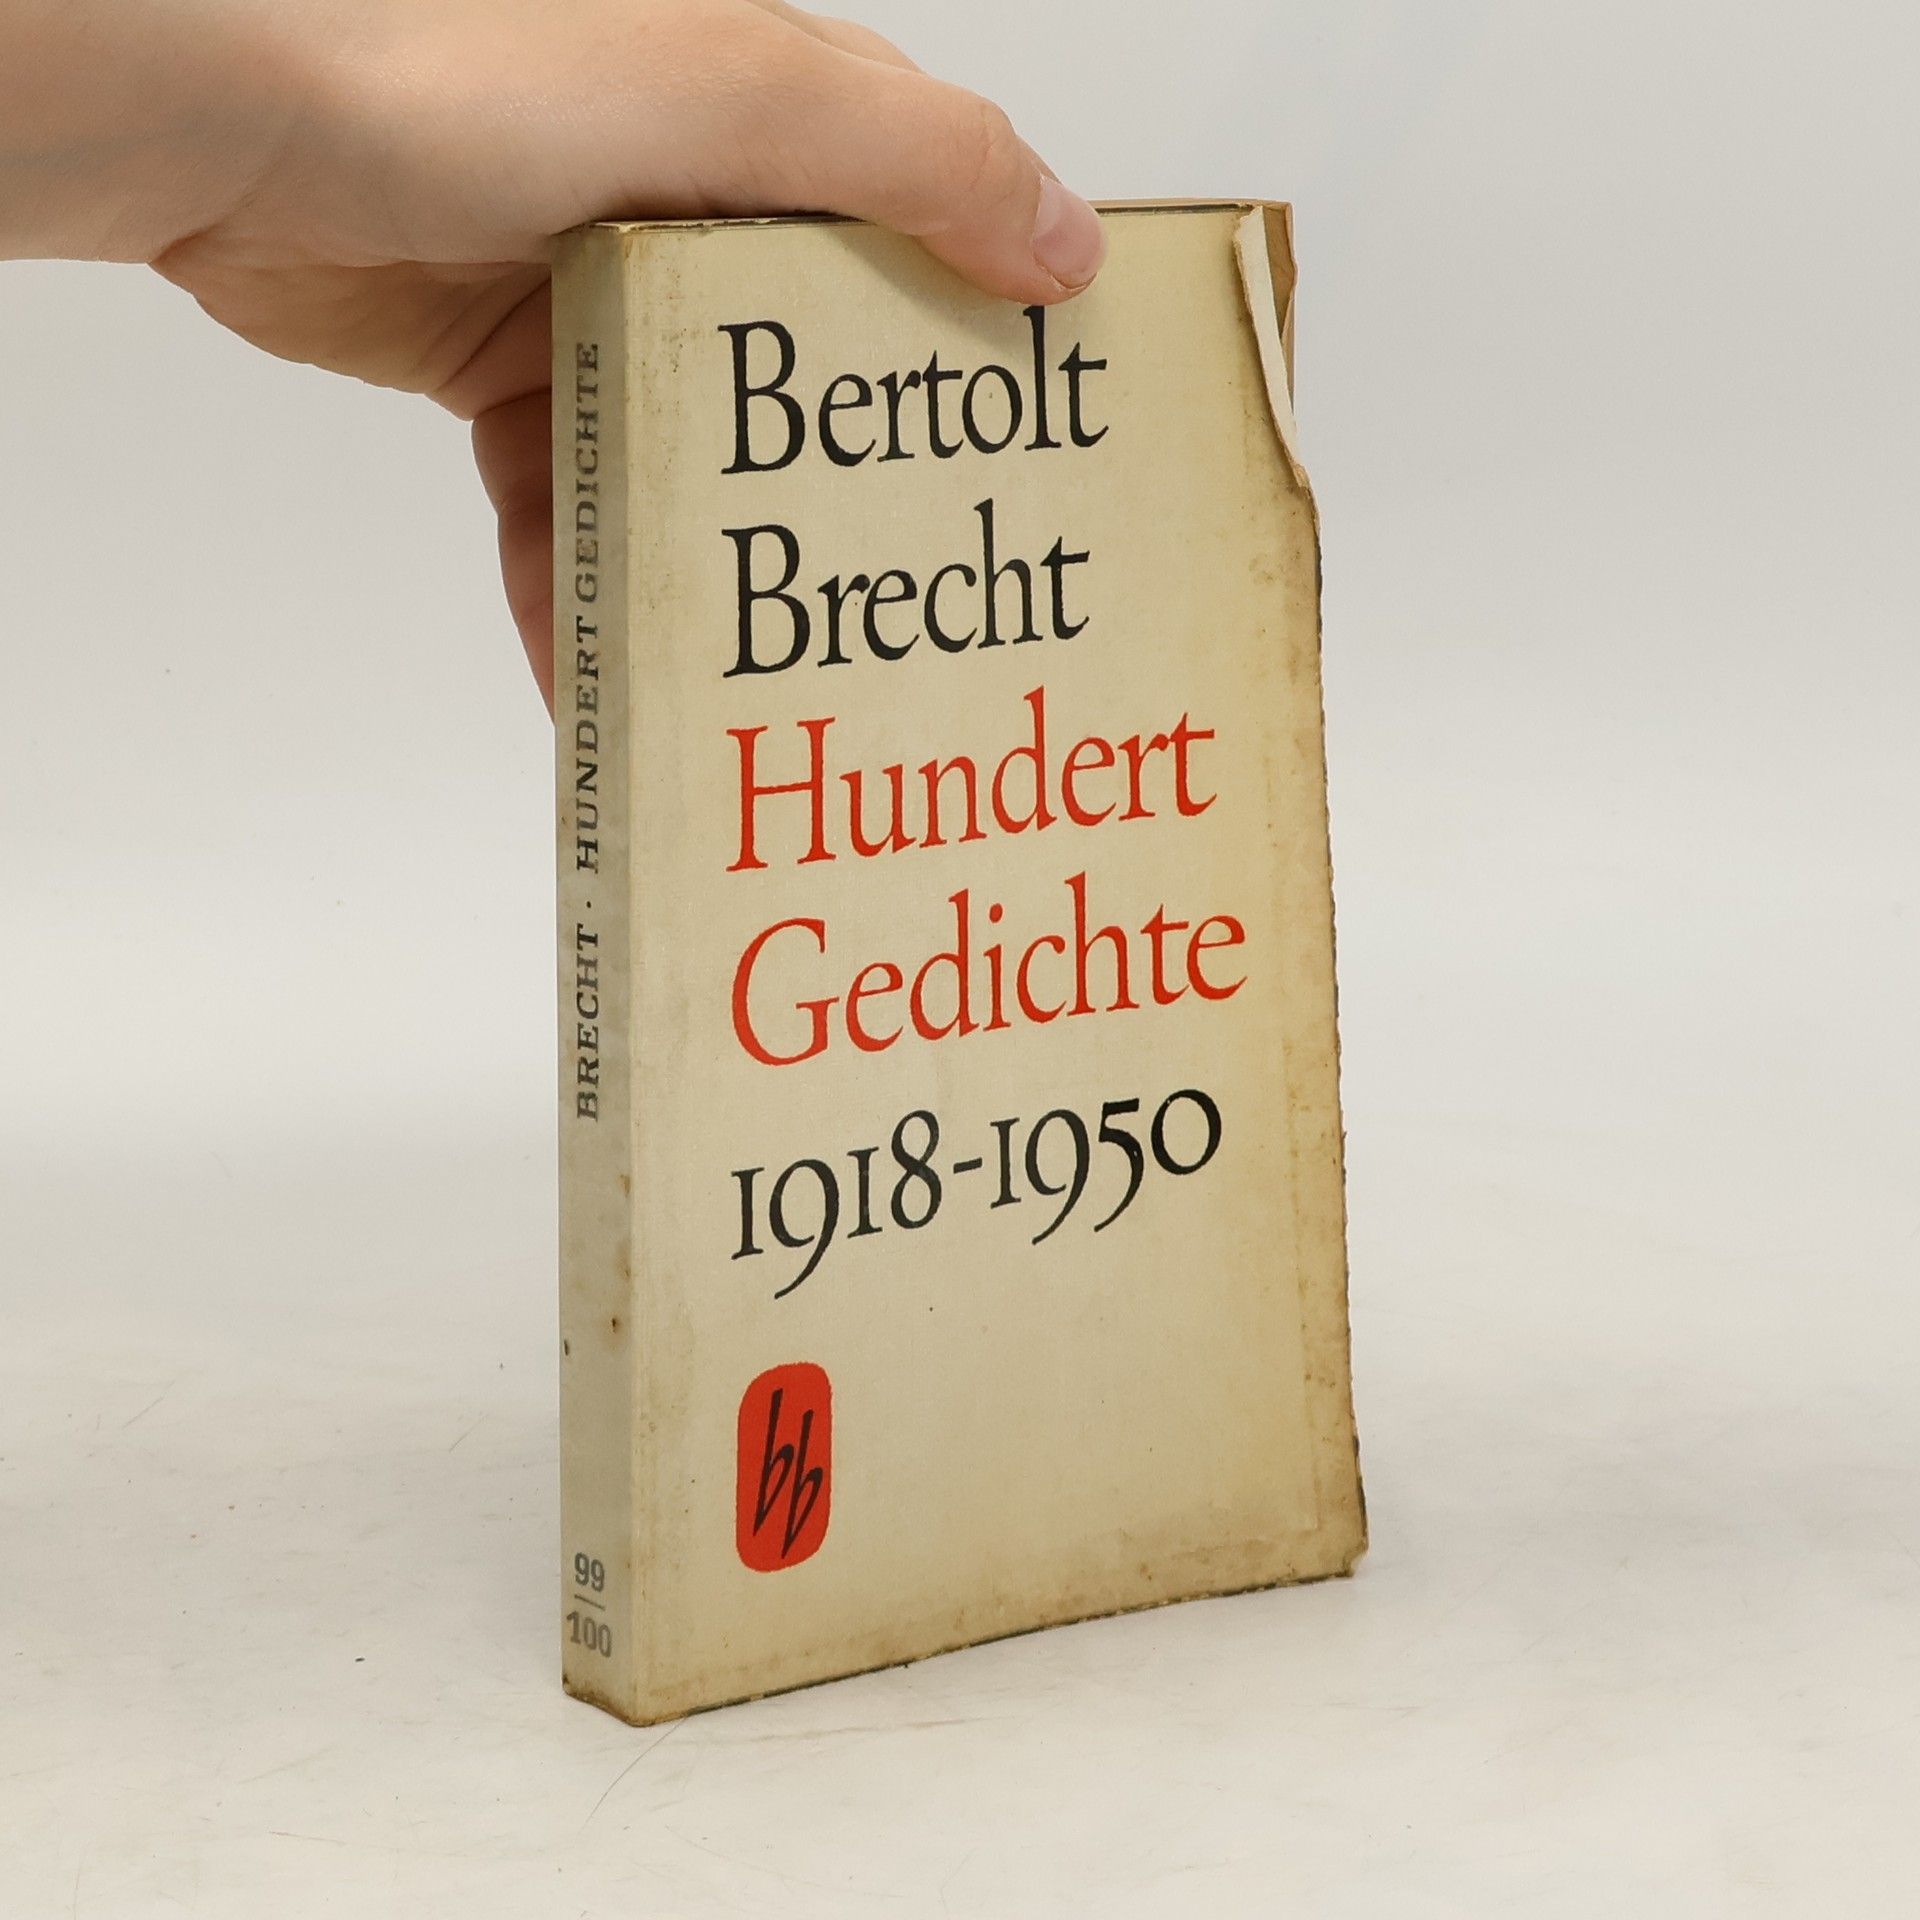 Bertolt
Brecht
Hundert
Gedichte
1918-1950
bb
BRECHT · HUNDERT GEDICHTE
99
100